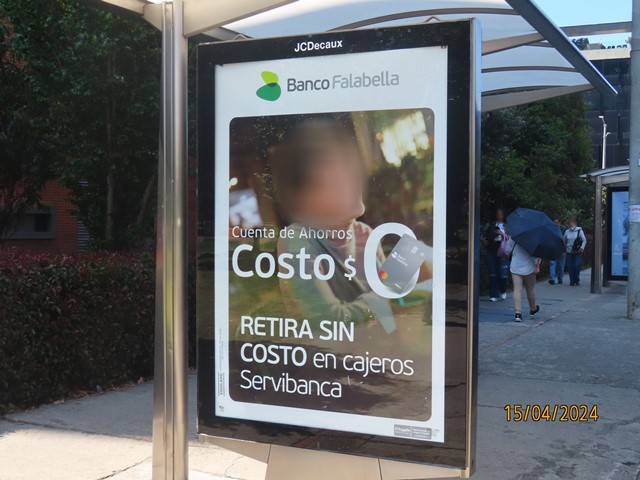 JCDecaux
Banco Falabella
Cuenta de Ahorros
Costo $0
RETIRA SIN
COSTO en cajeros
Servibanca
15/04/2024